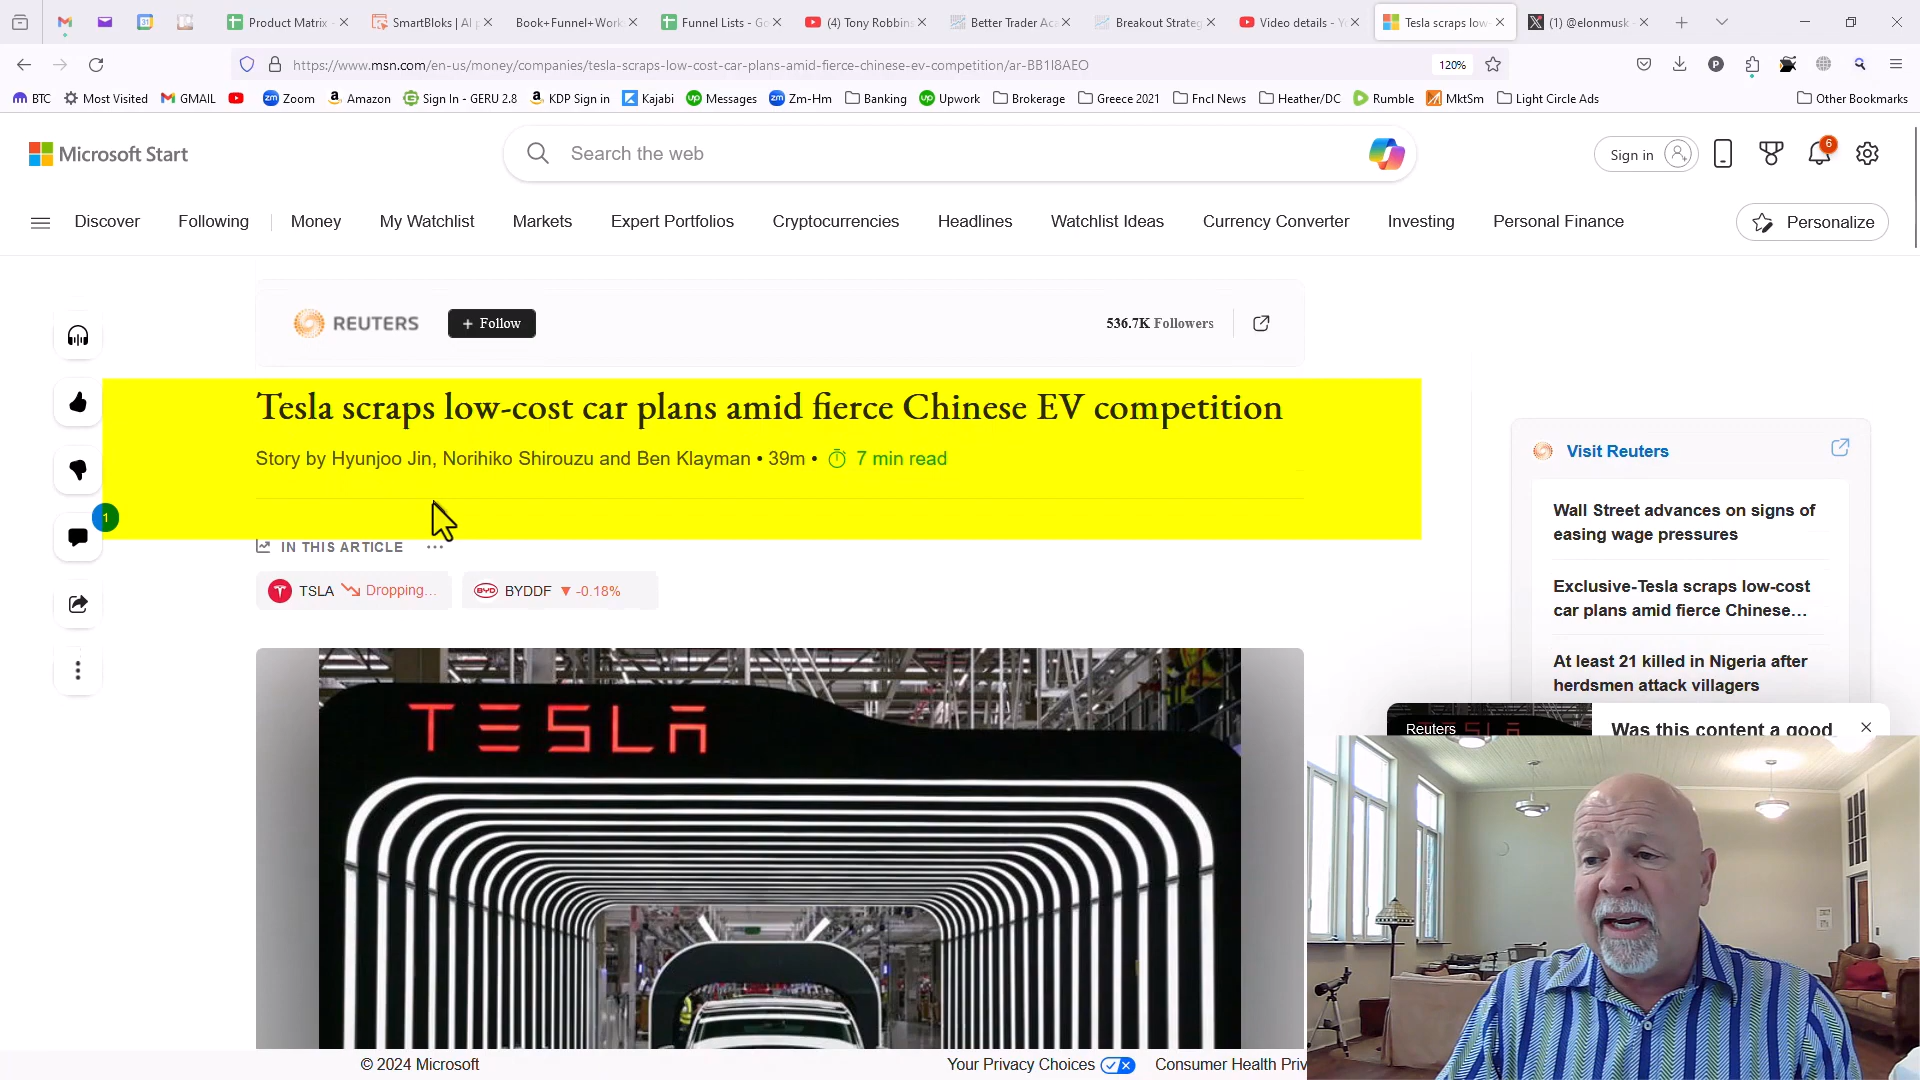 Product Matrix
SmartBloks | AI p
Book+Funnel+Work
Funnel Lists - Go
(4) Tony Robbins
Better Trader Aca
Breakout Strateg
Video details - Yo
Tesla scraps low-
(1) @elonmusk
https://www.msn.com/en-us/money/companies/tesla-scraps-low-cost-car-plans-amid-fierce-chinese-ev-competition/ar-BB1l8AEO
120%
BTC
Most Visited
GMAIL
Zoom
Amazon
Sign In - GERU 2.8
KDP Sign in
Kajabi
Messages
Zm-Hm
Banking
Upwork
Brokerage
Greece 2021
Fncl News
Heather/DC
Rumble
MktSm
Light Circle Ads
Other Bookmarks
Microsoft Start
Search the web
Sign in
6
Discover
Following
Money
My Watchlist
Markets
Expert Portfolios
Cryptocurrencies
Headlines
Watchlist Ideas
Currency Converter
Investing
Personal Finance
Personalize
REUTERS
+ Follow
536.7K Followers
Tesla scraps low-cost car plans amid fierce Chinese EV competition
Story by Hyunjoo Jin, Norihiko Shirouzu and Ben Klayman • 39m • 7 min read
1
IN THIS ARTICLE ...
TSLA Dropping...
BYD BYDDF ▼ -0.18%
TESLA
Visit Reuters
Wall Street advances on signs of
easing wage pressures
Exclusive-Tesla scraps low-cost
car plans amid fierce Chinese...
At least 21 killed in Nigeria after
herdsmen attack villagers
Reuters
Was this content a good
© 2024 Microsoft
Your Privacy Choices
Consumer Health Priv